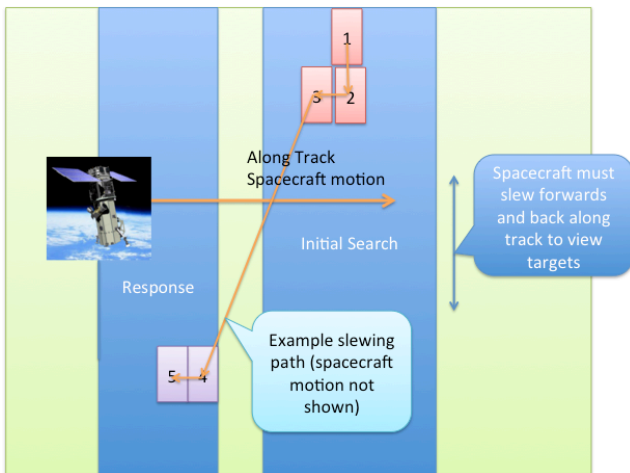 1
3
2
Along Track
Spacecraft motion
Spacecraft must
slew forwards
and back along
track to view
targets
Initial Search
Response
Example slewing
path (spacecraft
motion not
shown)
5
4